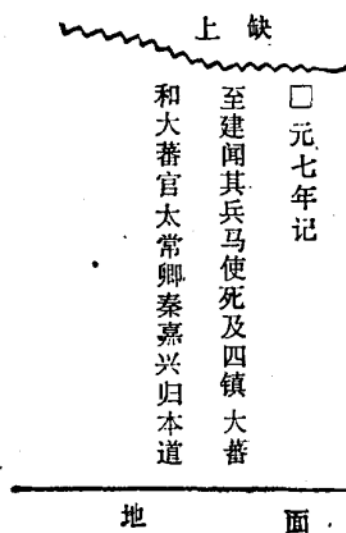 上缺
□元七年记
至建闻其兵马使死及四镇 大蕃
和大蕃官太常卿秦嘉兴归本道
地面